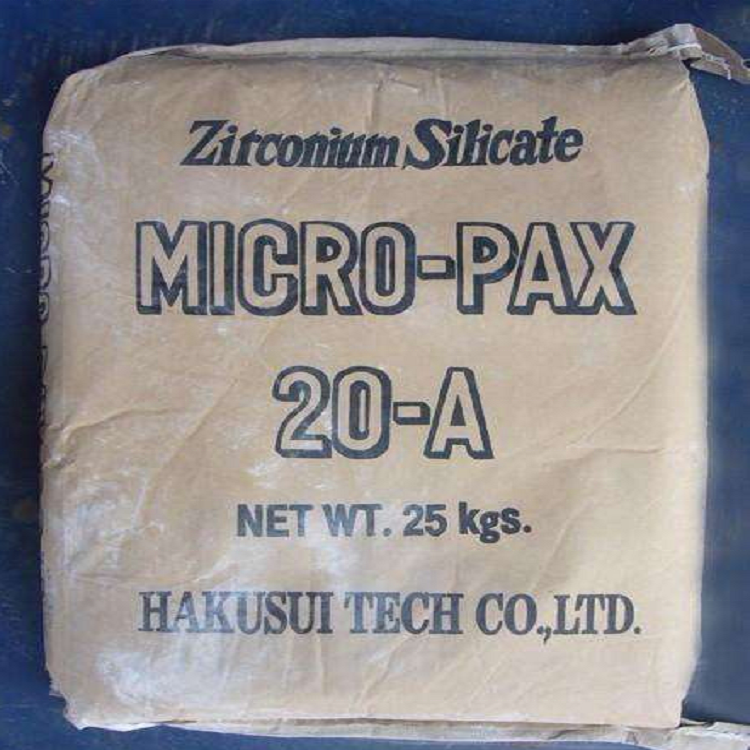 Zirconium Silicate
MICRO-PAX
20-A
NET WT. 25 kgs.
HAKUSUI TECH CO.,LTD.